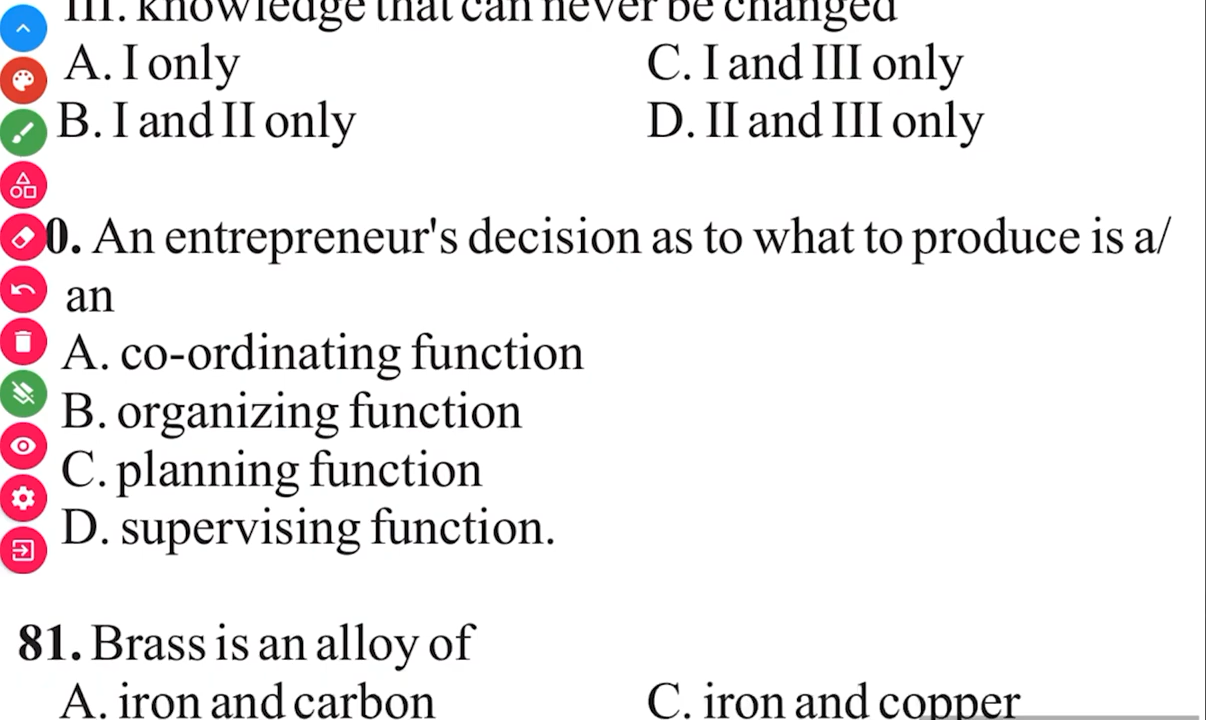 III. knowledge that can never be changed
A. I only
C. I and III only
B. I and II only
D. II and III only
0. An entrepreneur's decision as to what to produce is a/
an
A. co-ordinating function
B. organizing function
C. planning function
D. supervising function.
81. Brass is an alloy of
A. iron and carbon
C. iron and copper